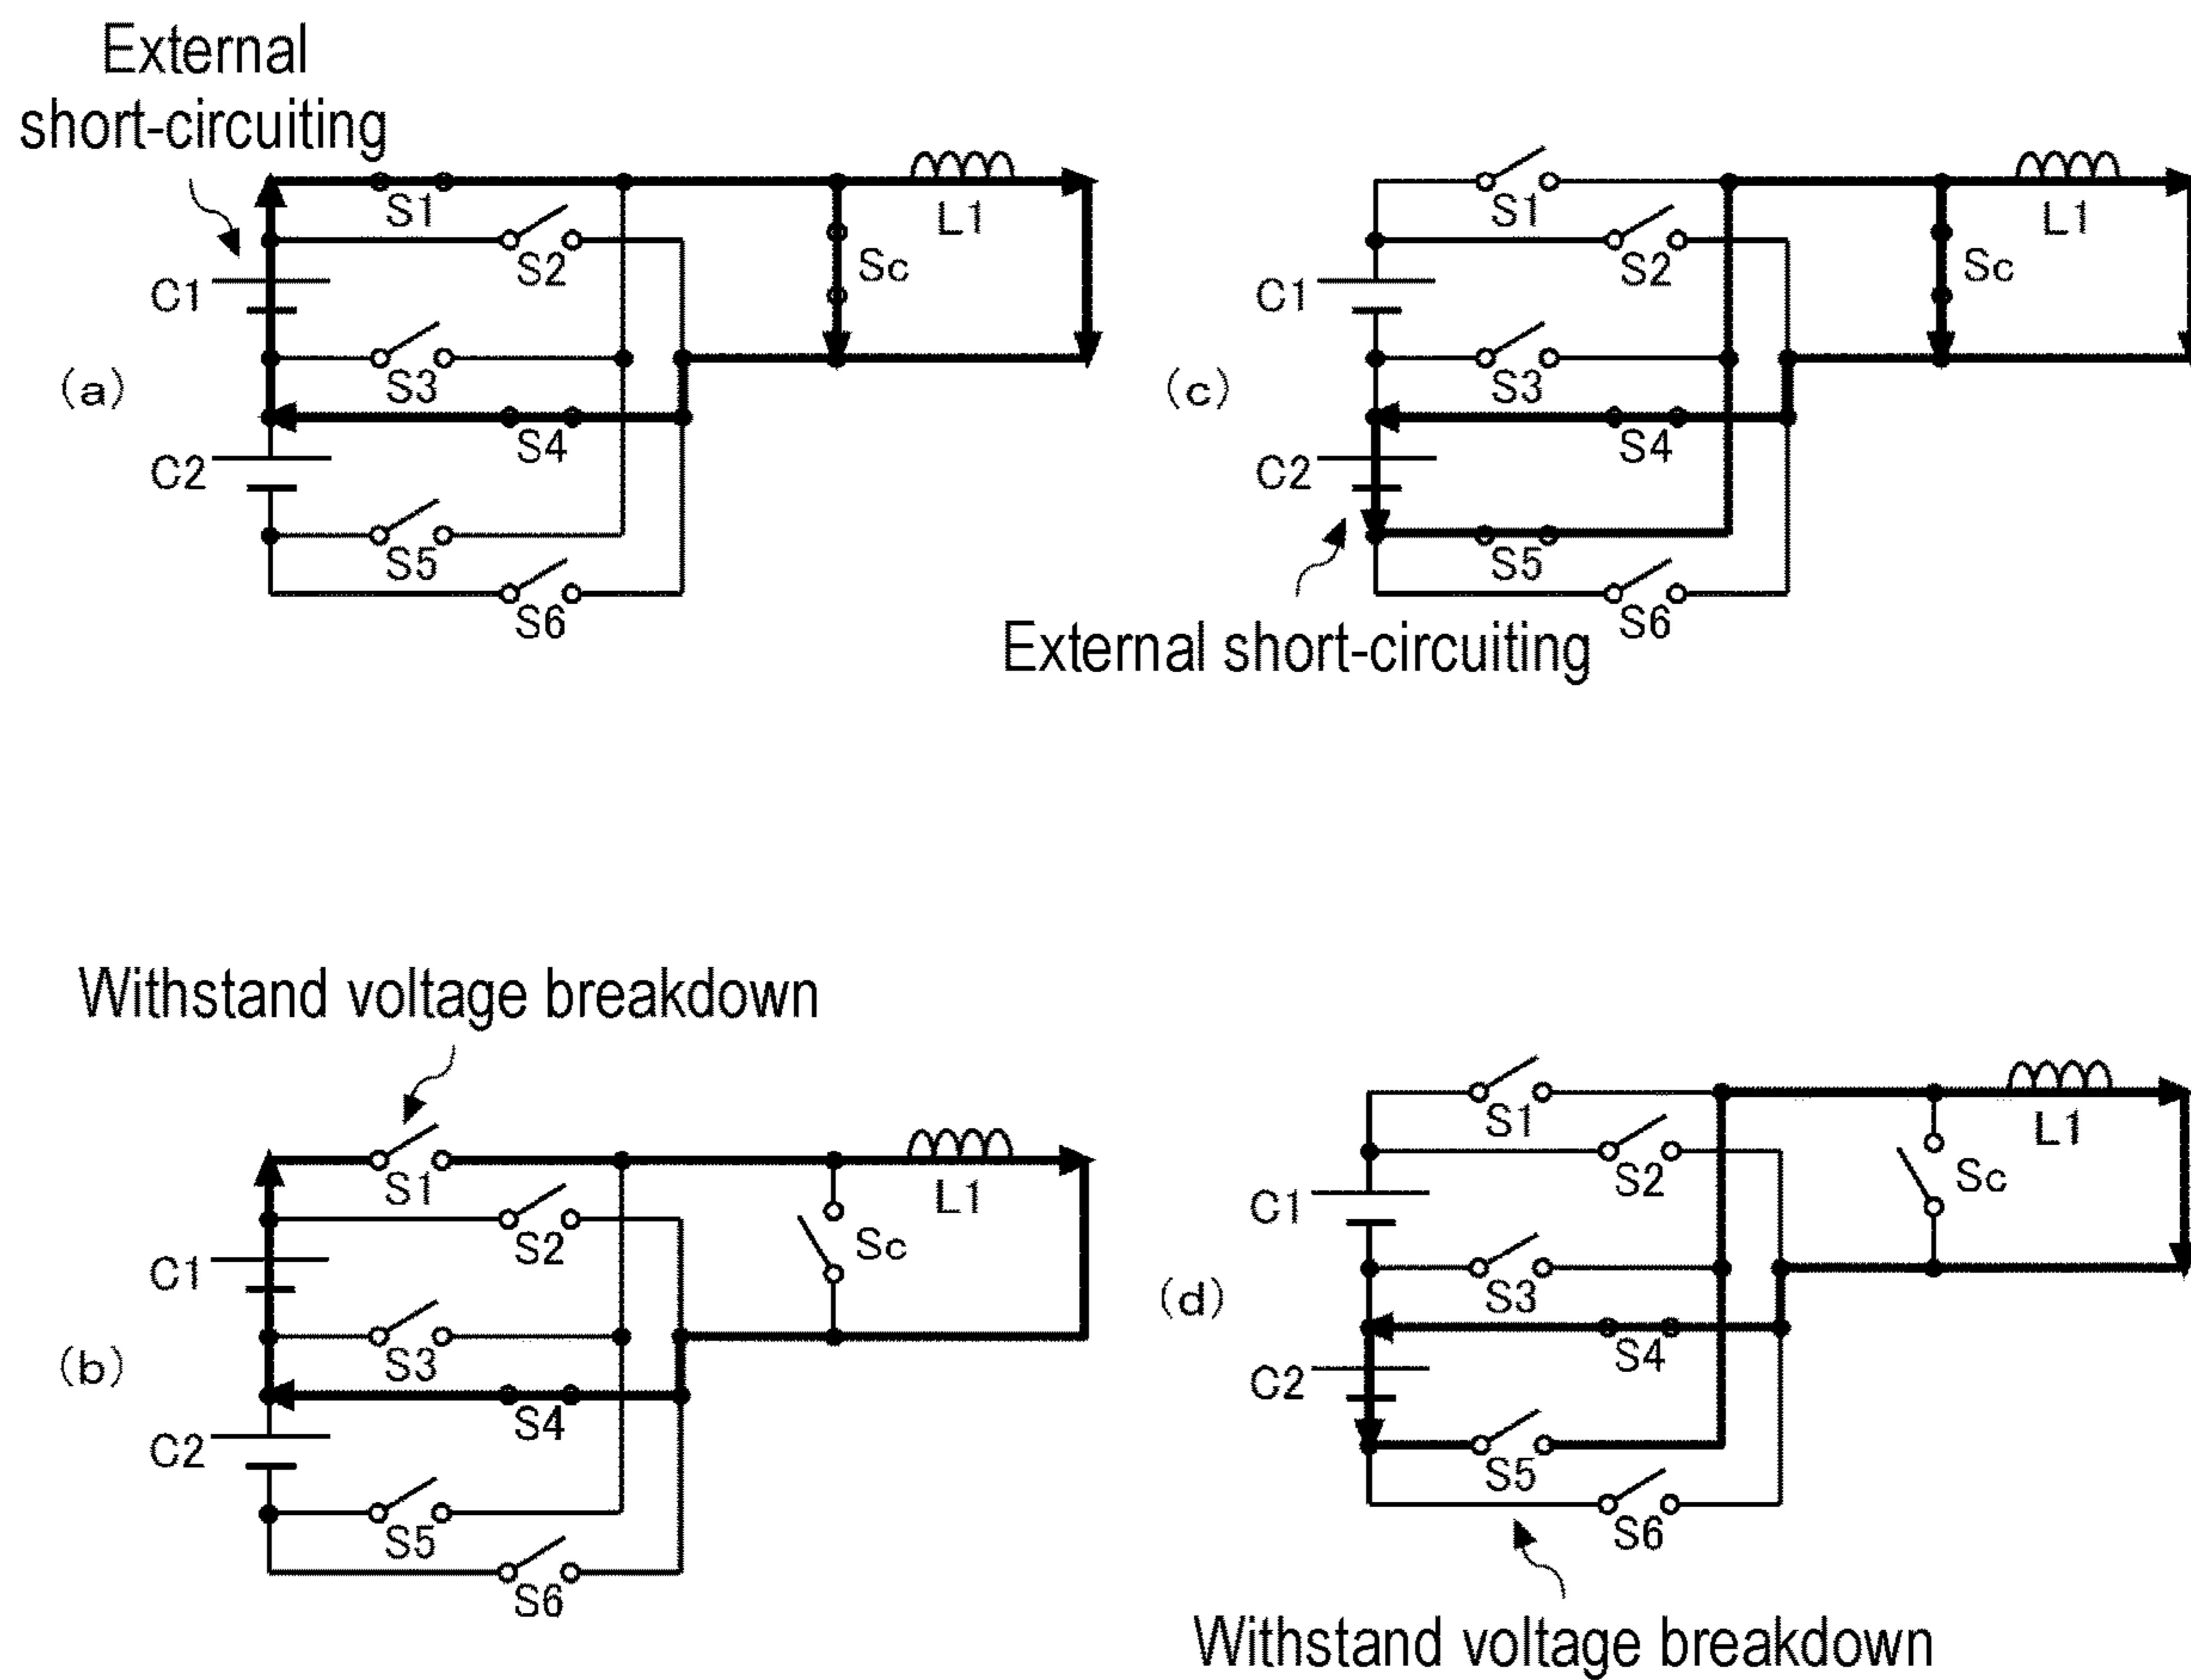 External
short-circuiting
S1
L1
S2
Sc
C1
S3
(a)
S4
C2
S5
S6
S1
L1
S2
Sc
C1
S3
(c)
S4
C2
S5
S6
External short-circuiting
Withstand voltage breakdown
S1
L1
S2
Sc
C1
S3
(b)
S4
C2
S5
S6
S1
L1
S2
Sc
C1
S3
(d)
S4
C2
S5
S6
Withstand voltage breakdown